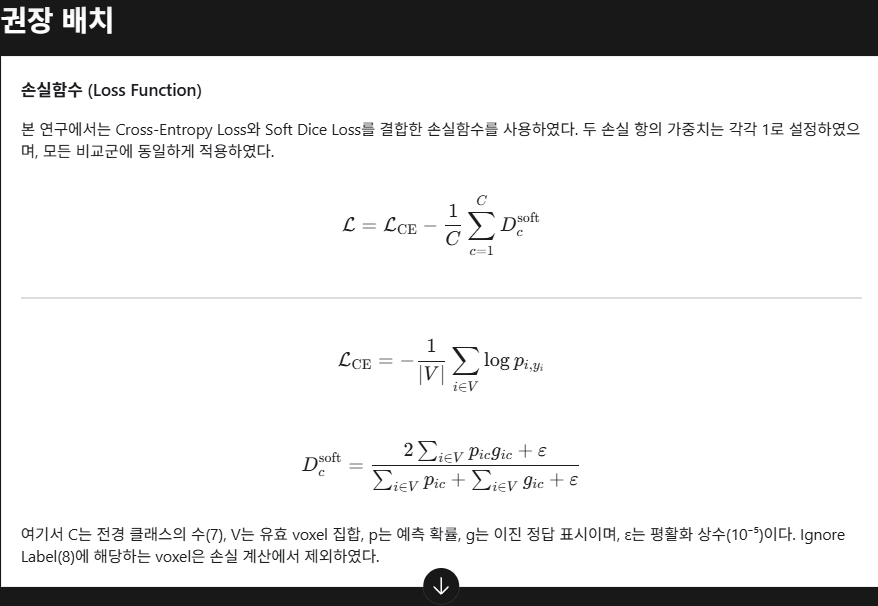 권장 배치
손실함수 (Loss Function)
본 연구에서는 Cross-Entropy Loss와 Soft Dice Loss를 결합한 손실함수를 사용하였다. 두 손실 항의 가중치는 각각 1로 설정하였으
며, 모든 비교군에 동일하게 적용하였다.
ℒ = ℒ_CE − \frac{1}{C} \sum_{c=1}^{C} D_c^{soft}
ℒ_CE = − \frac{1}{|V|} \sum_{i∈V} log p_{i,y_i}
D_c^{soft} = \frac{2 \sum_{i∈V} p_{ic} g_{ic} + ε}{\sum_{i∈V} p_{ic} + \sum_{i∈V} g_{ic} + ε}
여기서 C는 전경 클래스의 수(7), V는 유효 voxel 집합, p는 예측 확률, g는 이진 정답 표시이며, ε는 평활화 상수(10⁻⁵)이다. Ignore
Label(8)에 해당하는 voxel은 손실 계산에서 제외하였다.